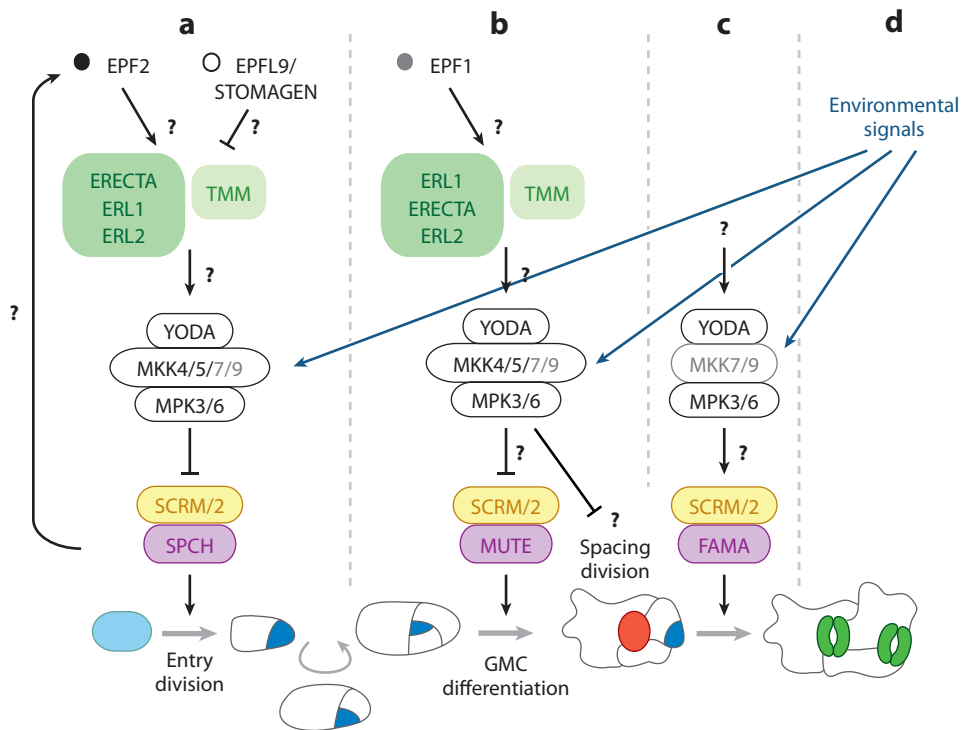 a
b
c
d
EPF2
EPFL9/
STOMAGEN
EPF1
Environmental
signals
?
?
?
ERECTA
ERL1
ERL2
TMM
ERL1
ERECTA
ERL2
TMM
?
?
?
?
YODA
MKK4/5/7/9
MPK3/6
YODA
MKK4/5/7/9
MPK3/6
YODA
MKK7/9
MPK3/6
?
?
SCRM/2
SPCH
SCRM/2
MUTE
?
Spacing
division
SCRM/2
FAMA
Entry
division
GMC
differentiation